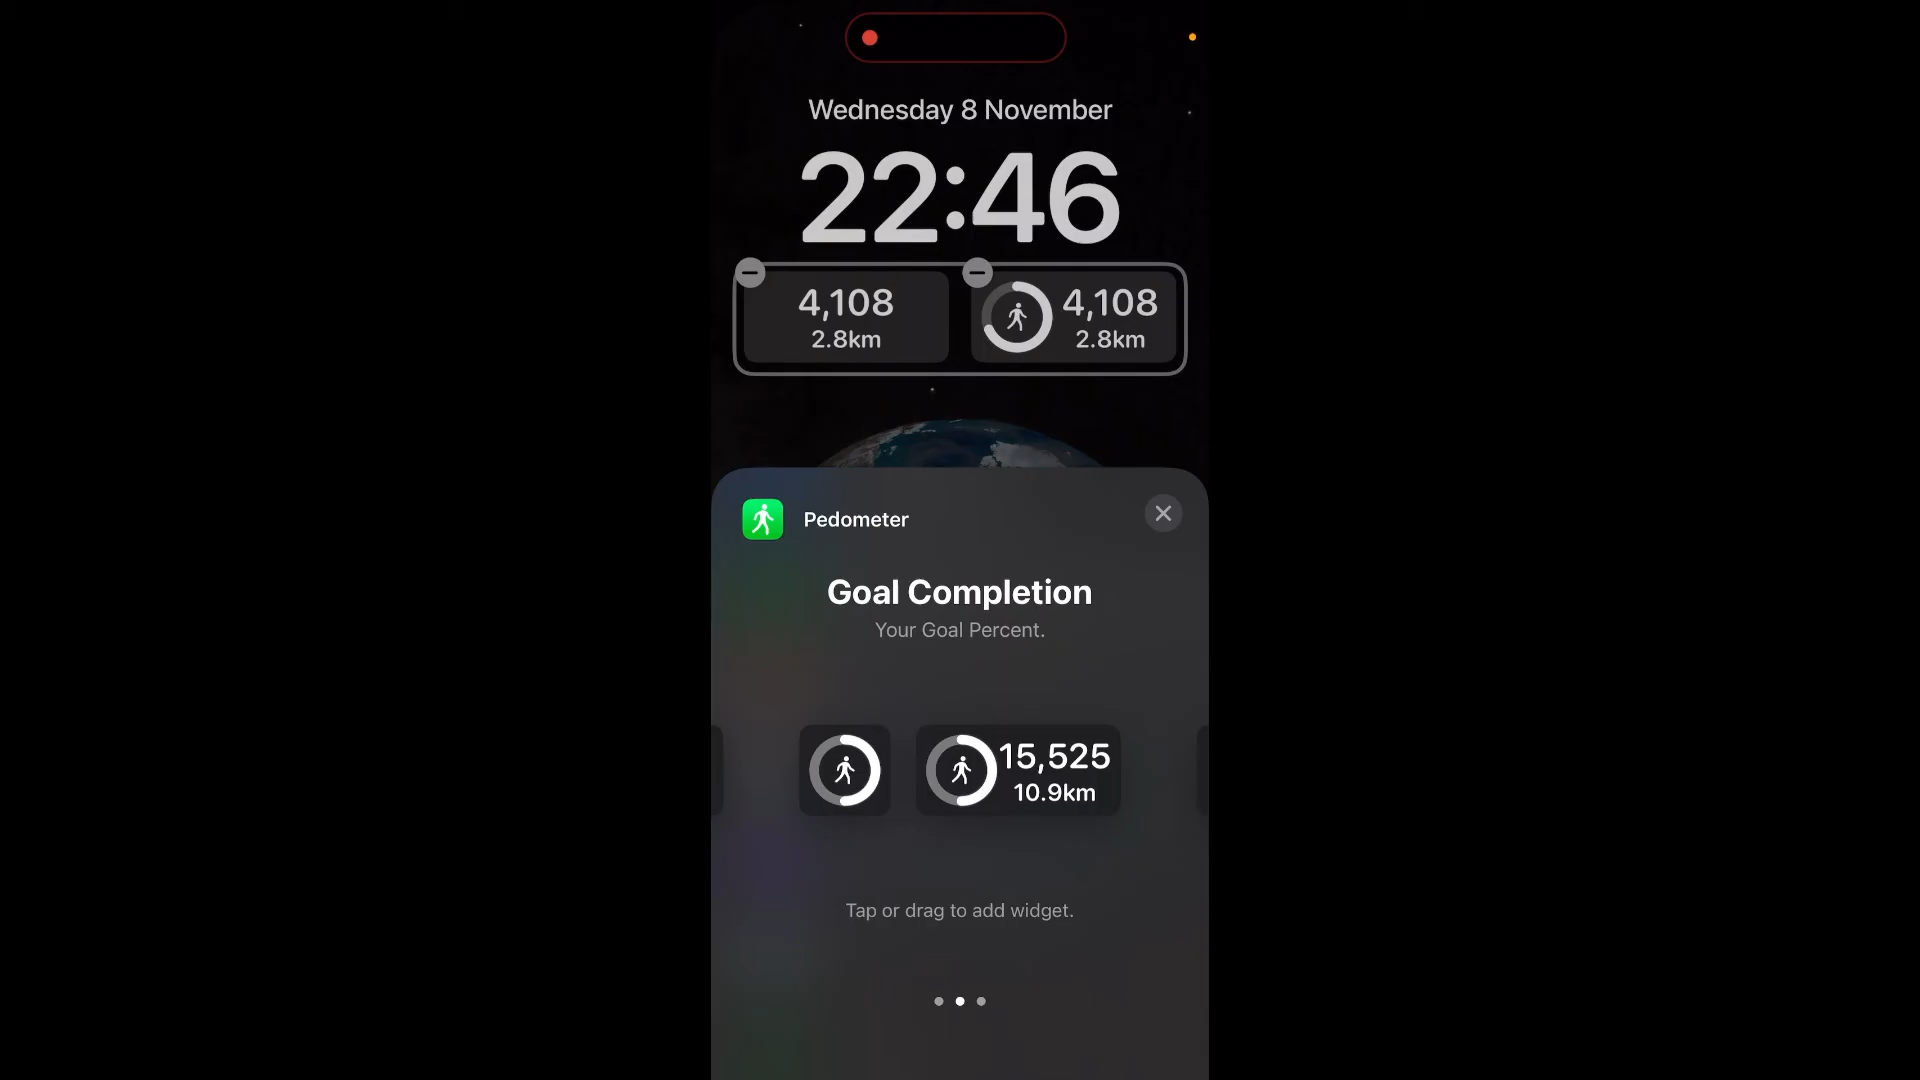 Wednesday 8 November
22:46
4,108
2.8km
4,108
2.8km
Pedometer
Goal Completion
Your Goal Percent.
15,525
10.9km
Tap or drag to add widget.